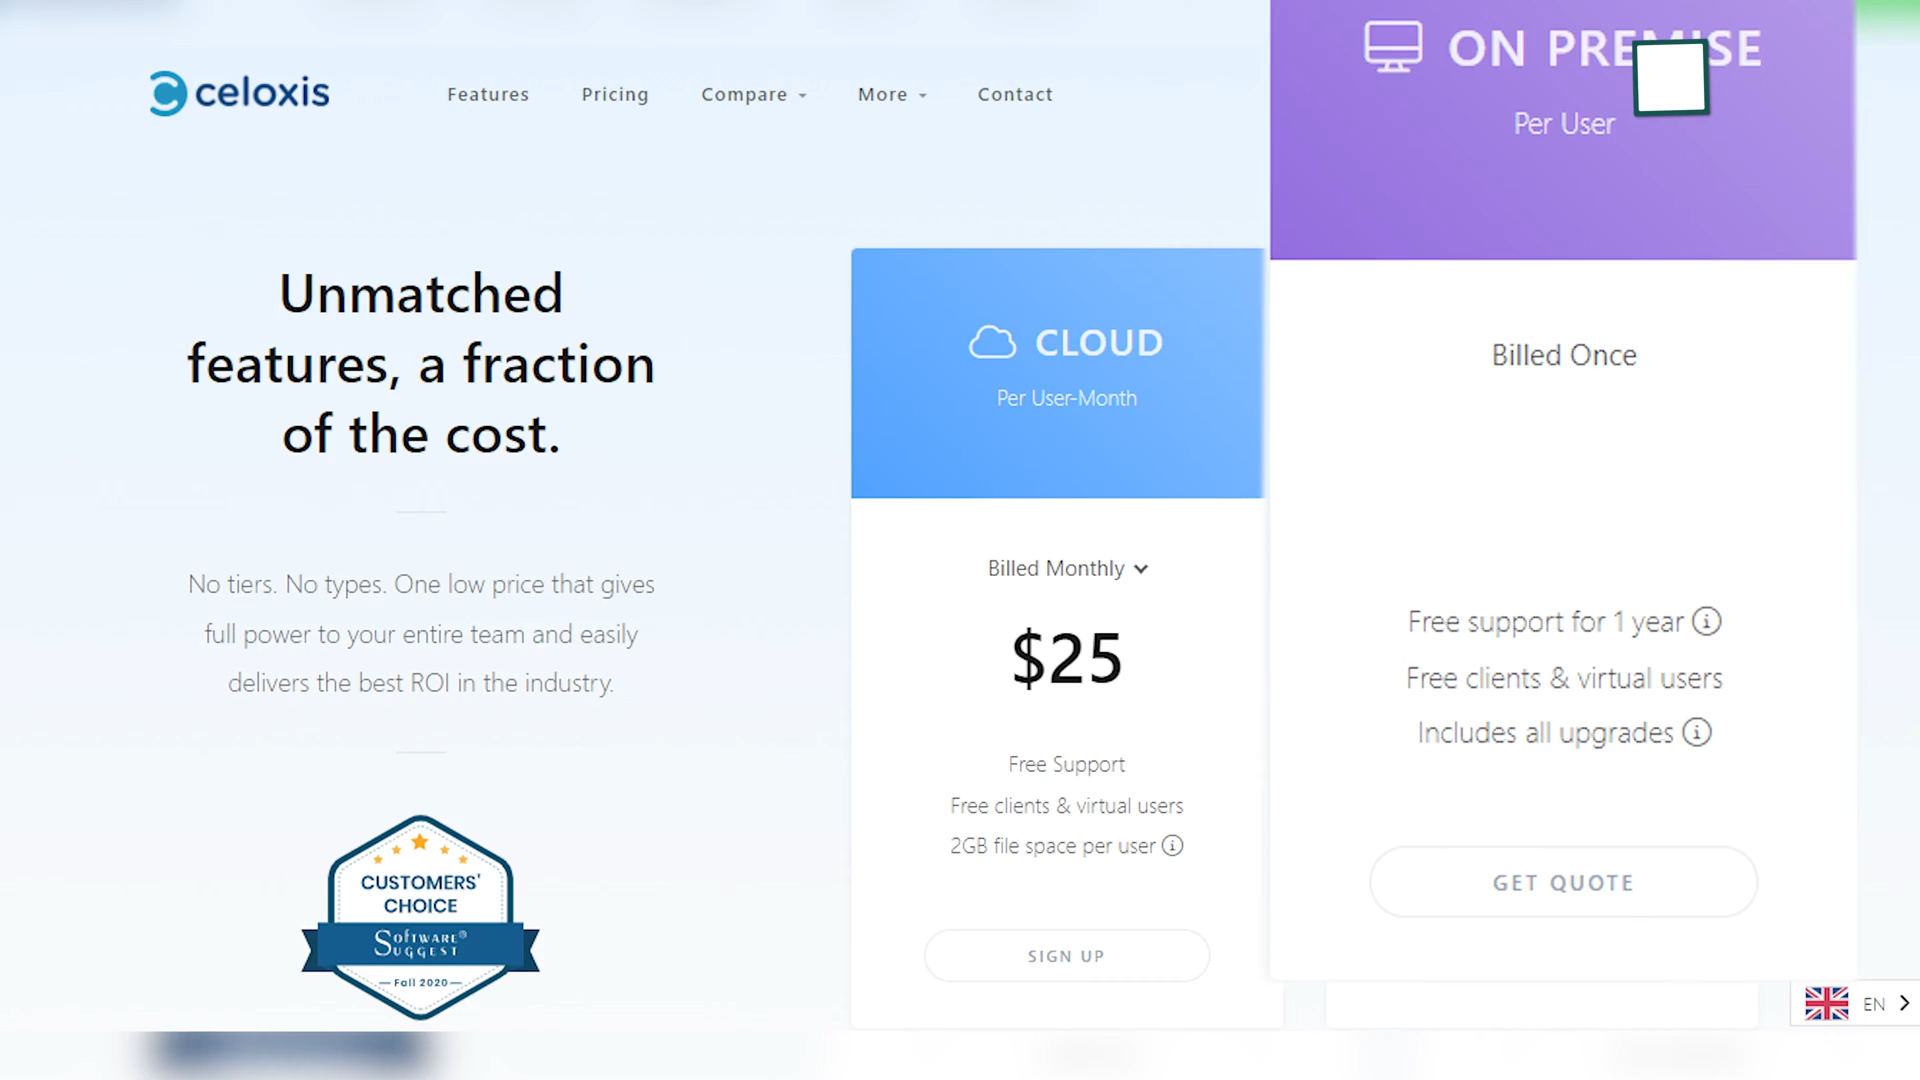 celoxis
Features
Pricing
Compare
More
Contact
Unmatched
features, a fraction
of the cost.
No tiers. No types. One low price that gives
full power to your entire team and easily
delivers the best ROI in the industry.
CUSTOMERS'
CHOICE
Software®
Suggest
Fall 2020
CLOUD
Per User-Month
Billed Monthly
$25
Free Support
Free clients & virtual users
2GB file space per user
SIGN UP
ON PREMISE
Per User
Billed Once
Free support for 1 year
Free clients & virtual users
Includes all upgrades
GET QUOTE
EN